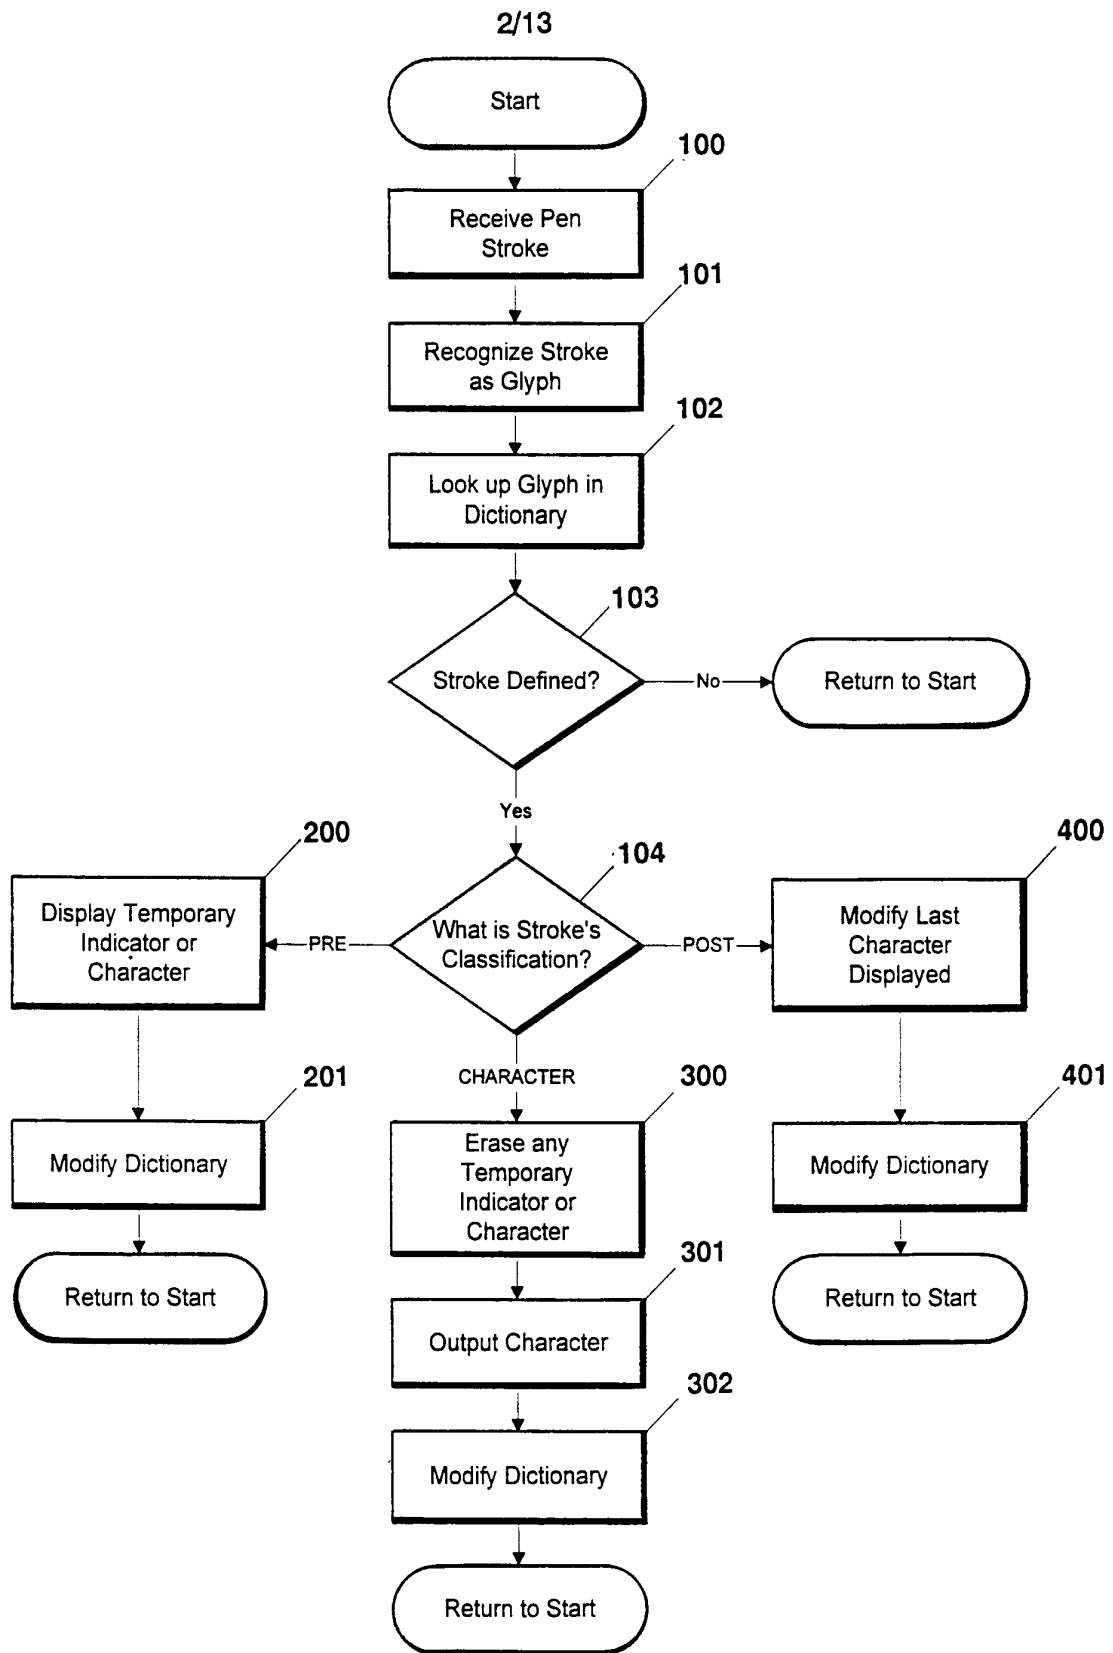 2/13
Start
100
Receive Pen
Stroke
101
Recognize Stroke
as Glyph
102
Look up Glyph in
Dictionary
103
Stroke Defined?
No
Return to Start
Yes
200
104
400
Display Temporary
Indicator or
Character
PRE
What is Stroke's
Classification?
POST
Modify Last
Character
Displayed
201
CHARACTER
300
401
Modify Dictionary
Erase any
Temporary
Indicator or
Character
Modify Dictionary
Return to Start
301
Return to Start
Output Character
302
Modify Dictionary
Return to Start